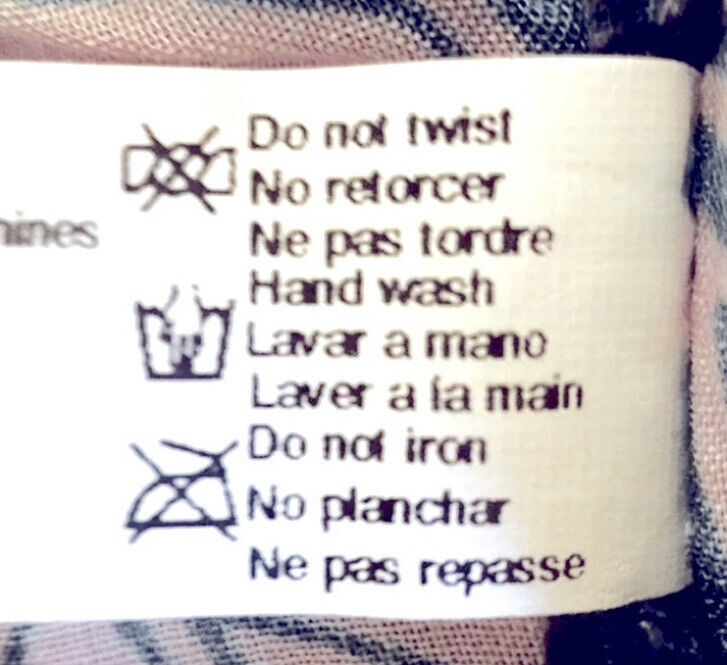 Do not twist
No retorcer
hines
Ne pas tordre
Hand wash
Lavar a mano
Laver a la main
Do not iron
No planchar
Ne pas repasse